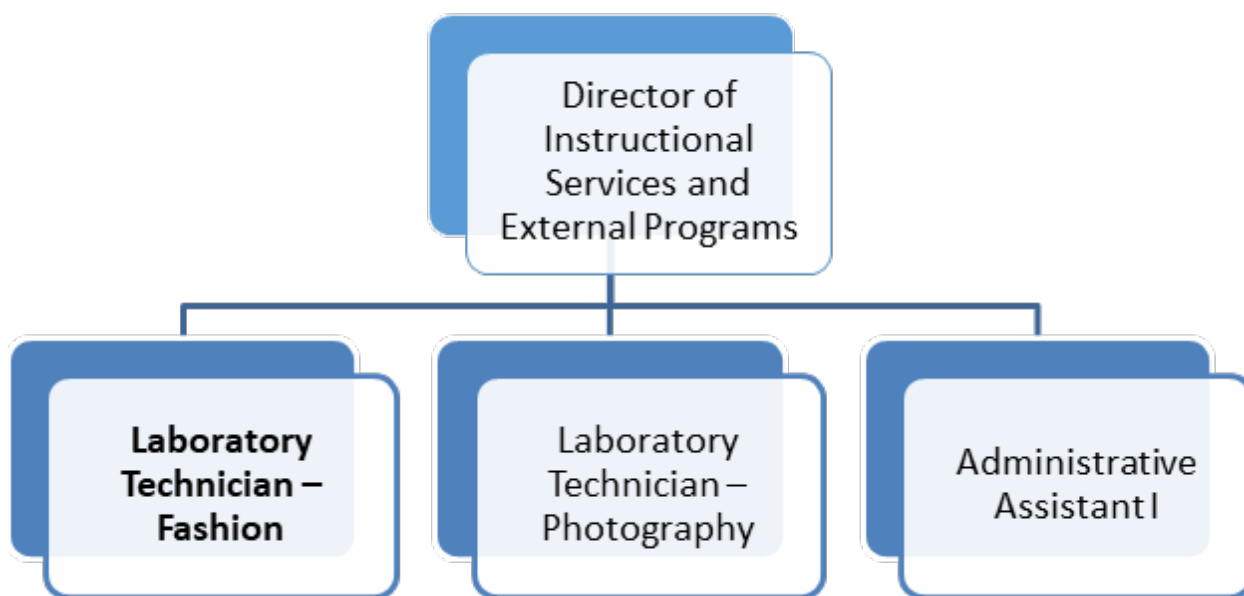 Director of
Instructional
Services and
External Programs
Laboratory
Technician –
Fashion
Laboratory
Technician –
Photography
Administrative
Assistant I